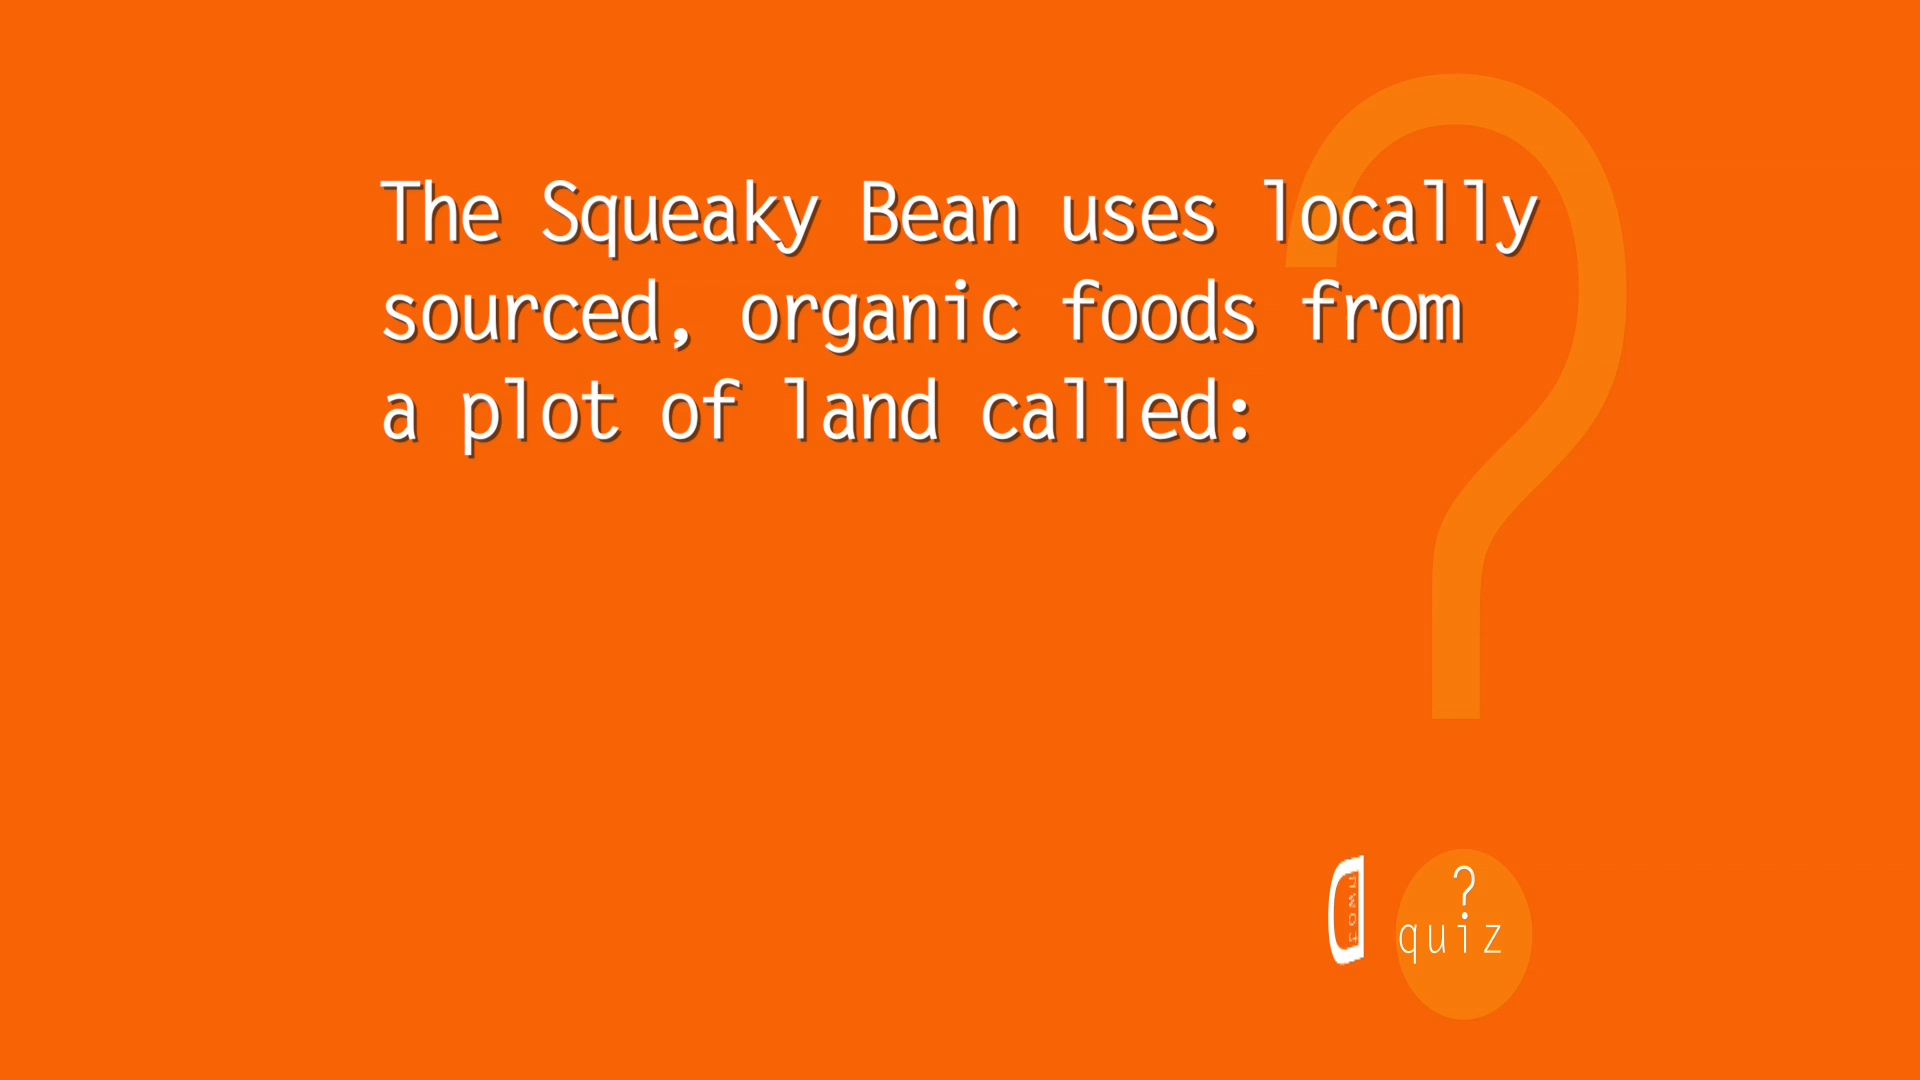 The Squeaky Bean uses locally
sourced, organic foods from
a plot of land called:
?
quiz